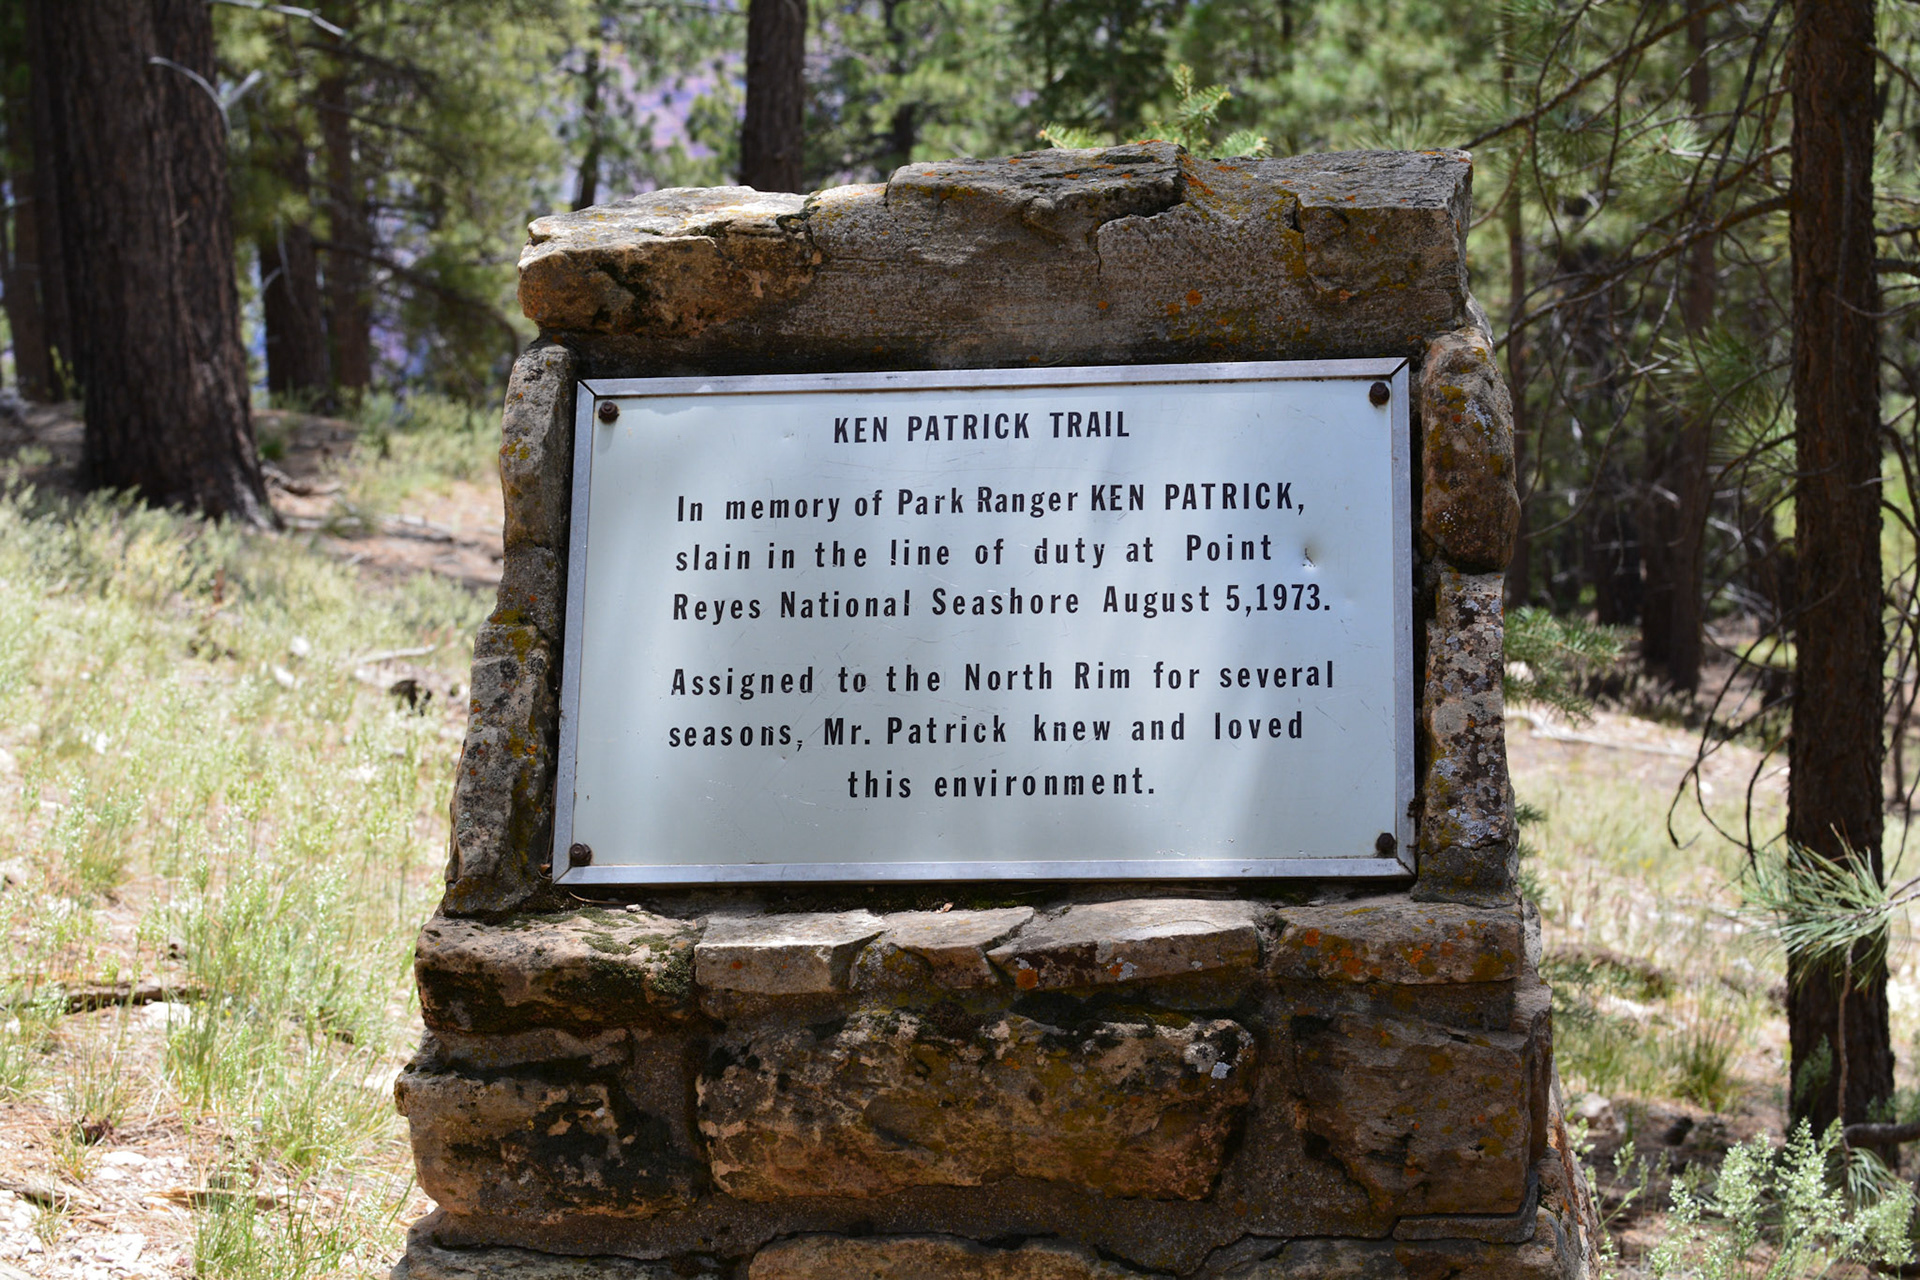 KEN PATRICK TRAIL
In memory of Park Ranger KEN PATRICK,
slain in the line of duty at Point
Reyes National Seashore August 5,1973.
Assigned to the North Rim for several
seasons, Mr. Patrick knew and loved
this environment.